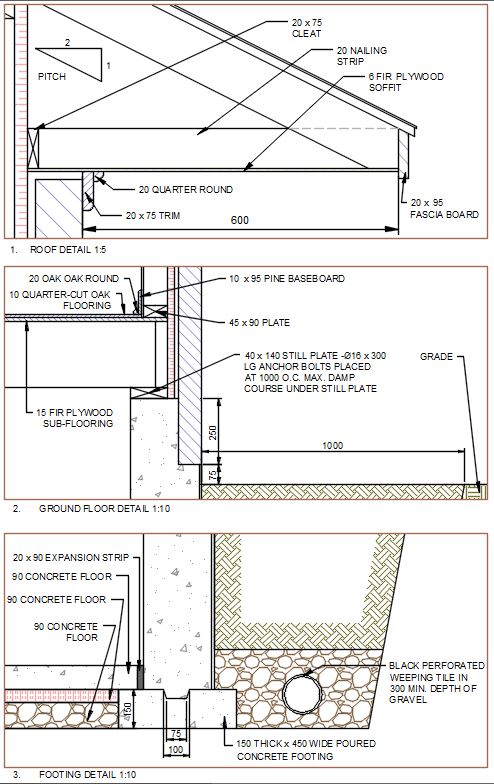 20 x 75
CLEAT
2
1
PITCH
20 NAILING
STRIP
6 FIR PLYWOOD
SOFFIT
20 QUARTER ROUND
20 x 75 TRIM
20 x 95
FASCIA BOARD
600
1. ROOF DETAIL 1:5
20 OAK OAK ROUND
10 QUARTER-CUT OAK
FLOORING
10 x 95 PINE BASEBOARD
45 x 90 PLATE
40 x 140 STILL PLATE -Ø16 x 300
LG ANCHOR BOLTS PLACED
AT 1000 O.C. MAX. DAMP
COURSE UNDER STILL PLATE
GRADE
15 FIR PLYWOOD
SUB-FLOORING
250
1000
75
2. GROUND FLOOR DETAIL 1:10
20 x 90 EXPANSION STRIP
90 CONCRETE FLOOR
90 CONCRETE FLOOR
90 CONCRETE
FLOOR
BLACK PERFORATED
WEEPING TILE IN
300 MIN. DEPTH OF
GRAVEL
150
75
100
150 THICK x 450 WIDE POURED
CONCRETE FOOTING
3. FOOTING DETAIL 1:10